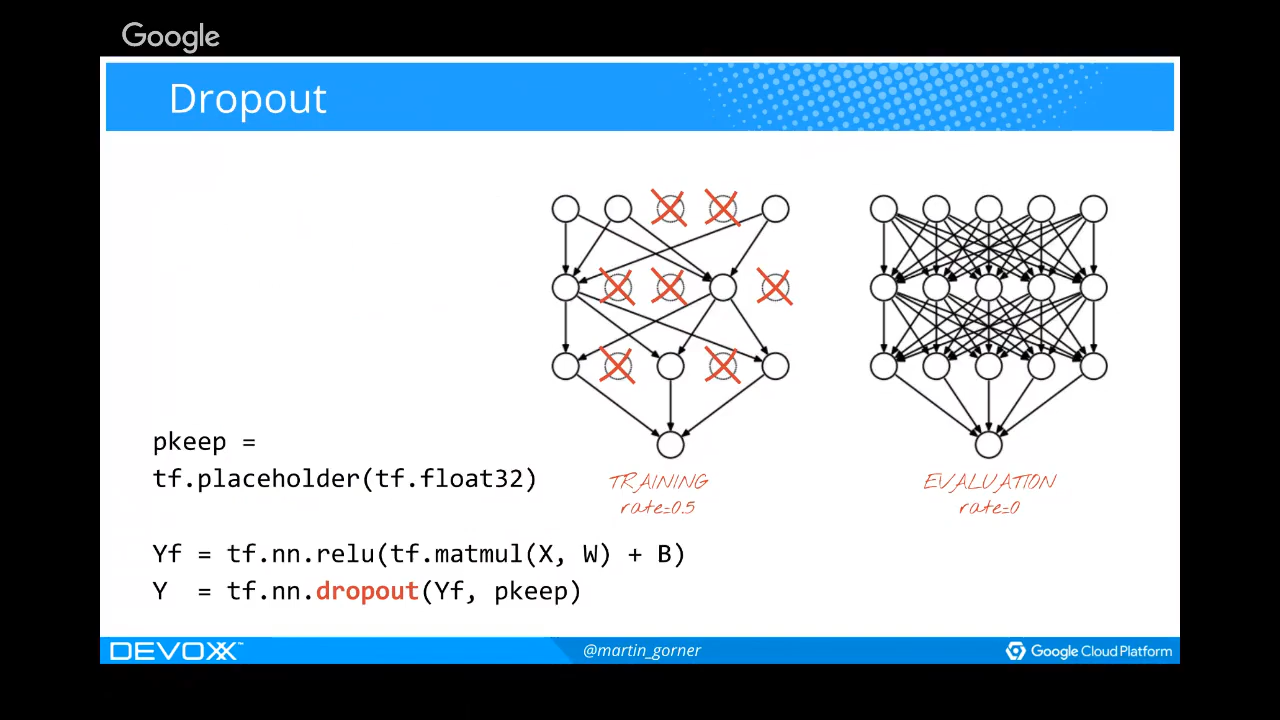 Google
Dropout
pkeep =
tf.placeholder(tf.float32)
TRAINING
rate=0.5
EVALUATION
rate=0
Yf = tf.nn.relu(tf.matmul(X, W) + B)
Y = tf.nn.dropout(Yf, pkeep)
DEVOXX™
@martin_gorner
Google Cloud Platform